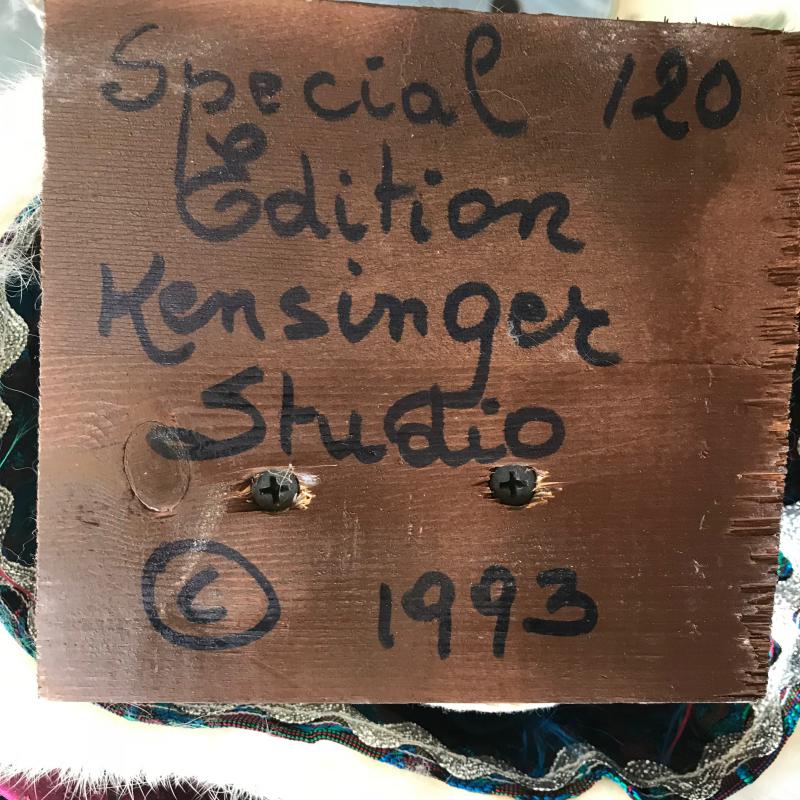 Special 120
Edition
Kensinger
Studio
© 1993